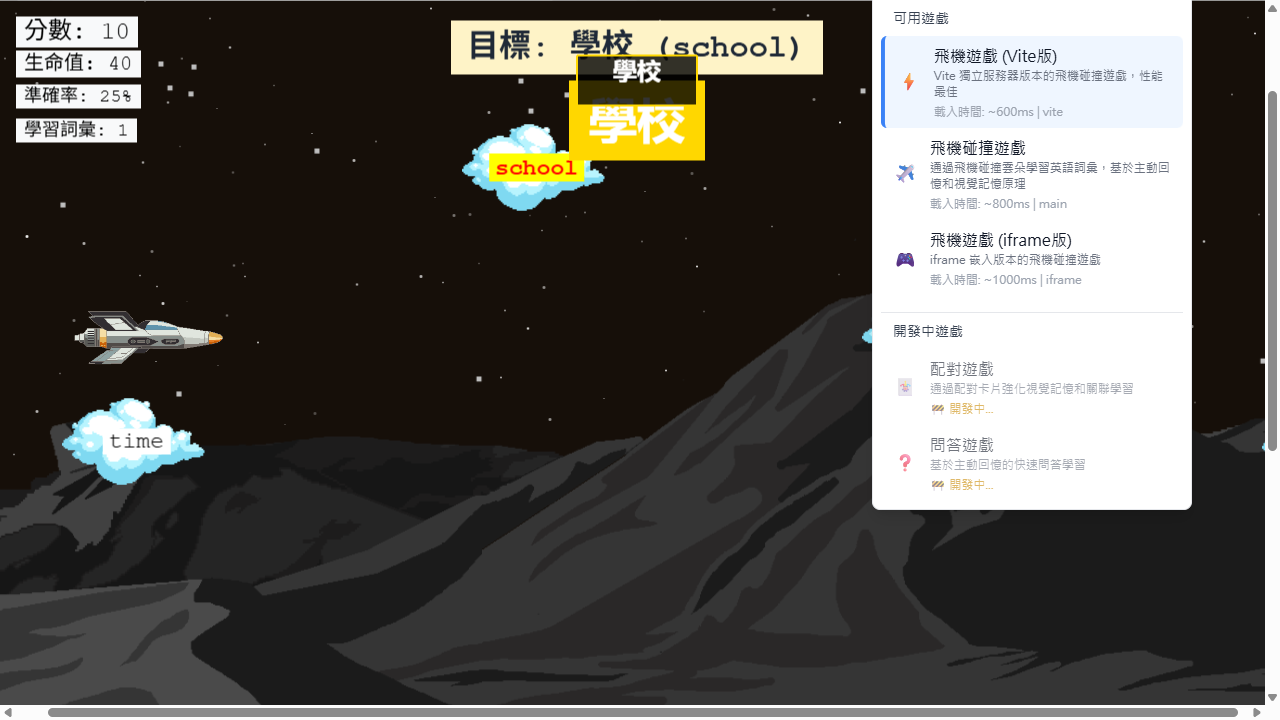 分數: 10
生命值: 40
準確率: 25%
學習詞彙: 1
目標: 學校 (school)
學校
學校
school
time
可用遊戲
飛機遊戲 (Vite版)
Vite 獨立服務器版本的飛機碰撞遊戲，性能
最佳
載入時間: ~600ms | vite
飛機碰撞遊戲
通過飛機碰撞雲朵學習英語詞彙，基於主動回
憶和視覺記憶原理
載入時間: ~800ms | main
飛機遊戲 (iframe版)
iframe 嵌入版本的飛機碰撞遊戲
載入時間: ~1000ms | iframe
開發中遊戲
配對遊戲
通過配對卡片強化視覺記憶和關聯學習
開發中...
問答遊戲
基於主動回憶的快速問答學習
開發中...